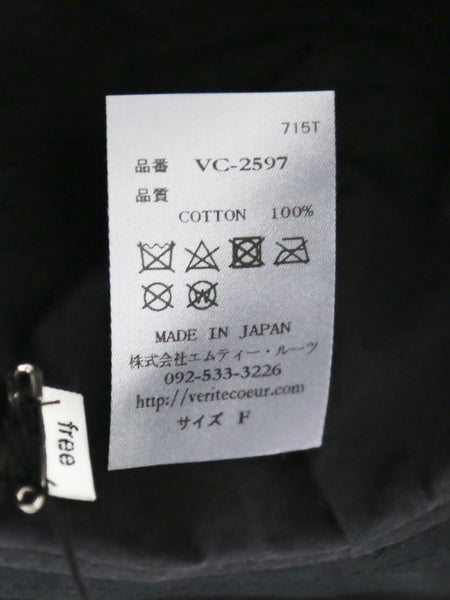 715T
品番 VC-2597
品質
COTTON 100%
W
MADE IN JAPAN
株式会社エムティー・ルーツ
092-533-3226
http://veritecoeur.com/
サイズ F
free